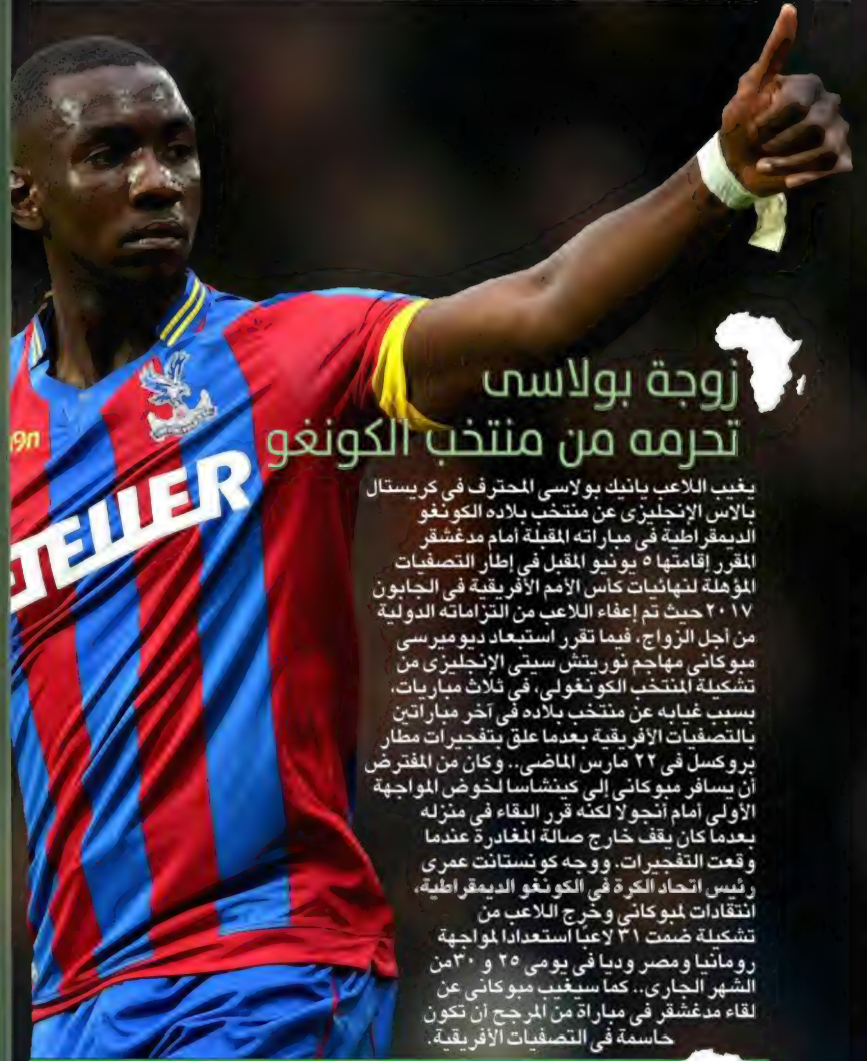 زوجة بولاسى
تحرمه من منتخب الكونغو
يغيب اللاعب يانيك بولاسى المحترف فى كريستال
بالاس الإنجليزى عن منتخب بلاده الكونغو
الديمقراطية فى مباراته المقبلة أمام مدغشقر
المقرر إقامتها ٥ يونيو المقبل فى إطار التصفيات
المؤهلة لنهائيات كأس الأمم الأفريقية فى الجابون
٢٠١٧ حيث تم إعفاء اللاعب من التزاماته الدولية
من أجل الزواج، فيما تقرر استبعاد ديوميرسى
مبوكانى مهاجم نوريتش سيتى الإنجليزى من
تشكيلة المنتخب الكونغولى، فى ثلاث مباريات،
بسبب غيابه عن منتخب بلاده فى آخر مباراتين
بالتصفيات الأفريقية بعدما علق بتفجيرات مطار
بروكسل فى ٢٢ مارس الماضى.. وكان من المفترض
أن يسافر مبوكانى إلى كينشاسا لخوض المواجهة
الأولى أمام أنجولا لكنه قرر البقاء فى منزله
بعدما كان يقف خارج صالة المغادرة عندما
وقعت التفجيرات. ووجه كونستانت عمرى
رئيس اتحاد الكرة فى الكونغو الديمقراطية،
انتقادات لمبوكانى وخرج اللاعب من
تشكيلة ضمت ٣١ لاعبًا استعدادا لمواجهة
رومانيا ومصر وديا فى يومى ٢٥ و ٣٠من
الشهر الجارى.. كما سيغيب مبوكانى عن
لقاء مدغشقر فى مباراة من المرجح أن تكون
حاسمة فى التصفيات الأفريقية.
TELLER